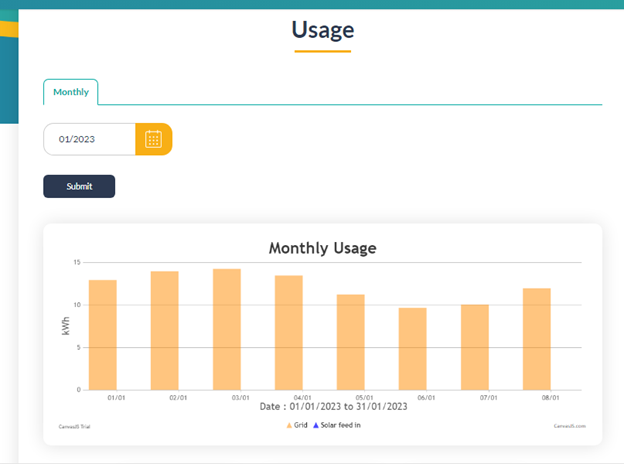 Usage
Monthly
01/2023
Submit
Monthly Usage
15
10
5
0
kWh
01/01 02/01 03/01 04/01 05/01 06/01 07/01 08/01
Date : 01/01/2023 to 31/01/2023
Grid Solar feed in
CanvasJS Trial
CanvasJS.com